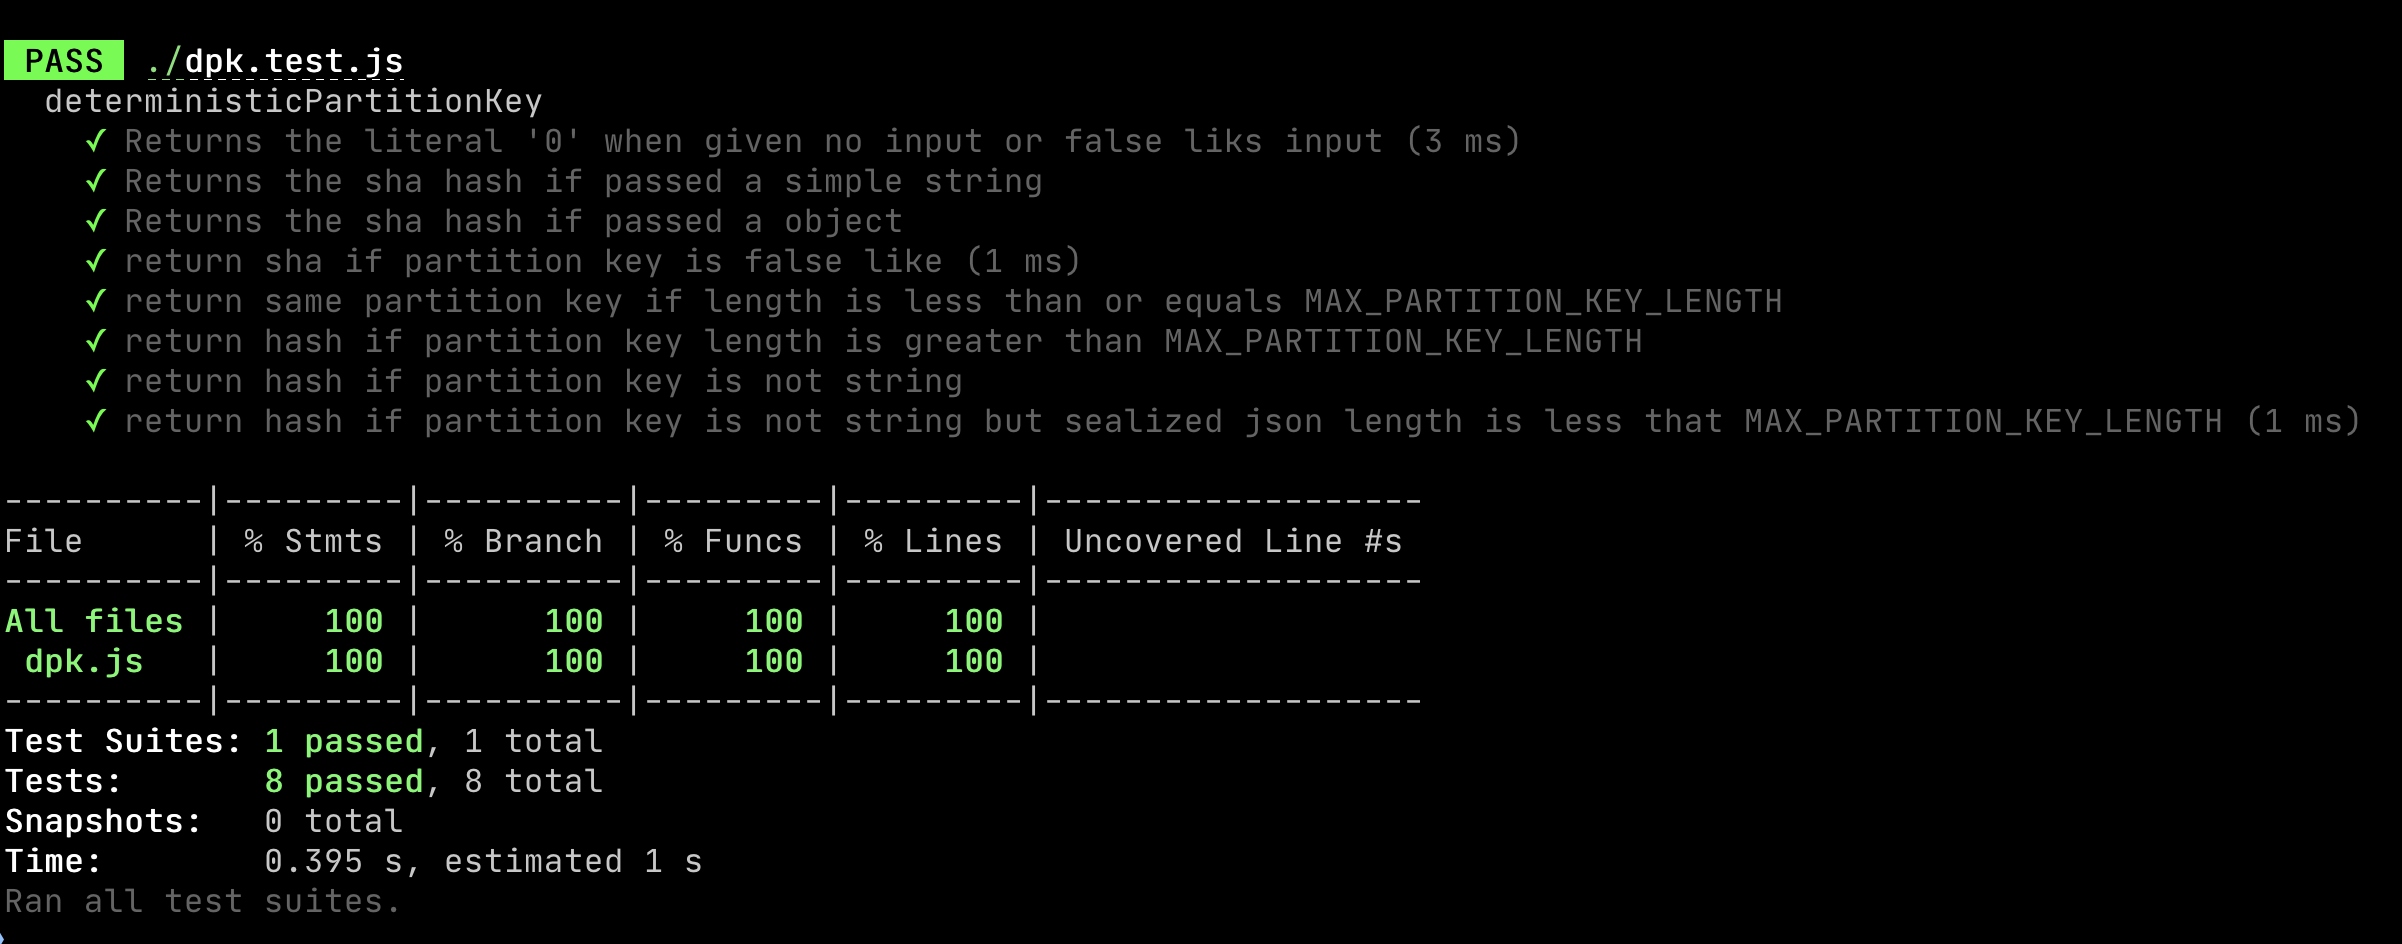 PASS ./dpk.test.js
deterministicPartitionKey
✓ Returns the literal '0' when given no input or false liks input (3 ms)
✓ Returns the sha hash if passed a simple string
✓ Returns the sha hash if passed a object
✓ return sha if partition key is false like (1 ms)
✓ return same partition key if length is less than or equals MAX_PARTITION_KEY_LENGTH
✓ return hash if partition key length is greater than MAX_PARTITION_KEY_LENGTH
✓ return hash if partition key is not string
✓ return hash if partition key is not string but sealized json length is less that MAX_PARTITION_KEY_LENGTH (1 ms)
----------|---------|----------|---------|---------|-------------------
File      | % Stmts | % Branch | % Funcs | % Lines | Uncovered Line #s
----------|---------|----------|---------|---------|-------------------
All files |     100 |      100 |     100 |     100 |
 dpk.js   |     100 |      100 |     100 |     100 |
----------|---------|----------|---------|---------|-------------------
Test Suites: 1 passed, 1 total
Tests:       8 passed, 8 total
Snapshots:   0 total
Time:        0.395 s, estimated 1 s
Ran all test suites.